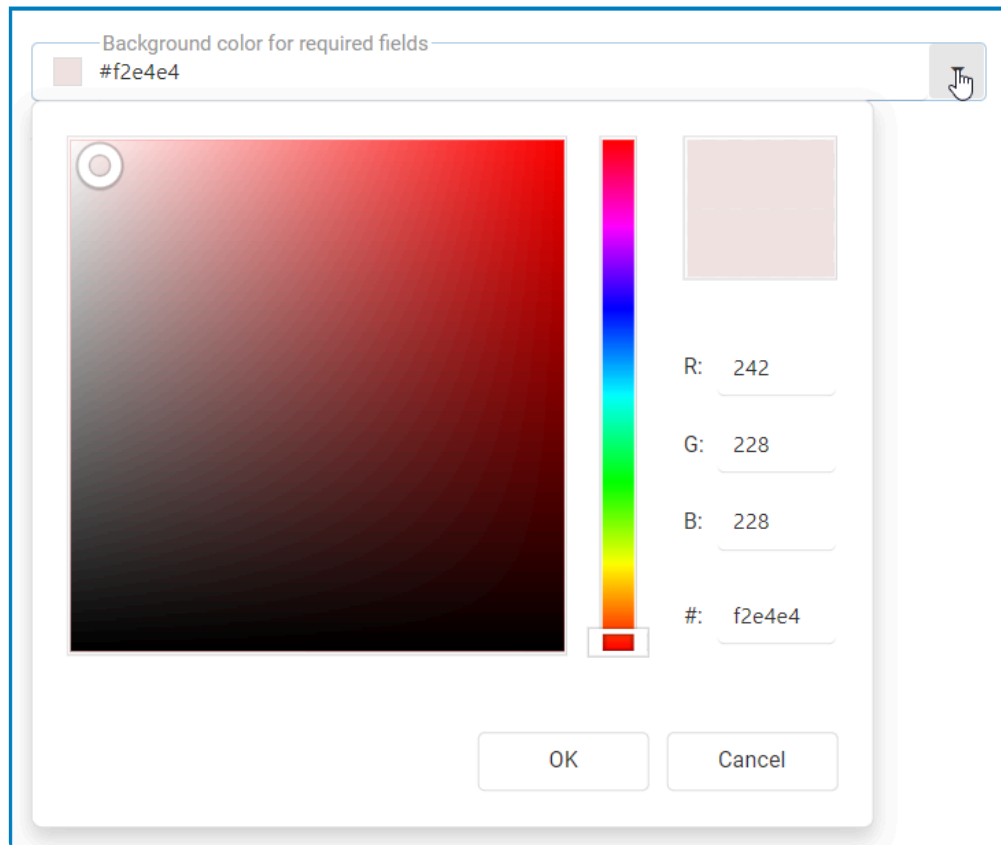 Background color for required fields
#f2e4e4
R: 242
G: 228
B: 228
#: f2e4e4
OK Cancel